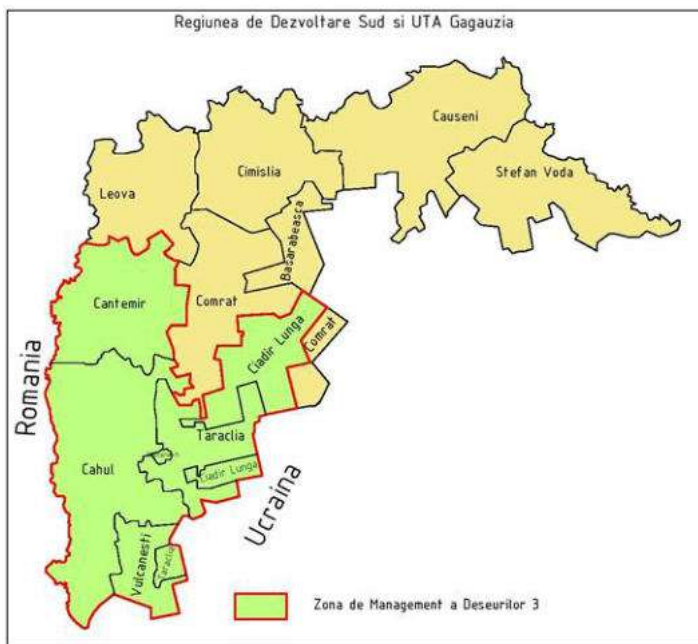 Regiunea de Dezvoltare Sud si UTA Gagauzia
Causeni
Cimislia
Stefan Voda
Leova
Basarabeasca
Cantemir
Comrat
Ciadir Lunga
Comrat
Romania
Taraclia
Cahul
Ciadir Lunga
Ucraina
Vulcanesti
Taraclia
Zona de Management a Deseurilor 3